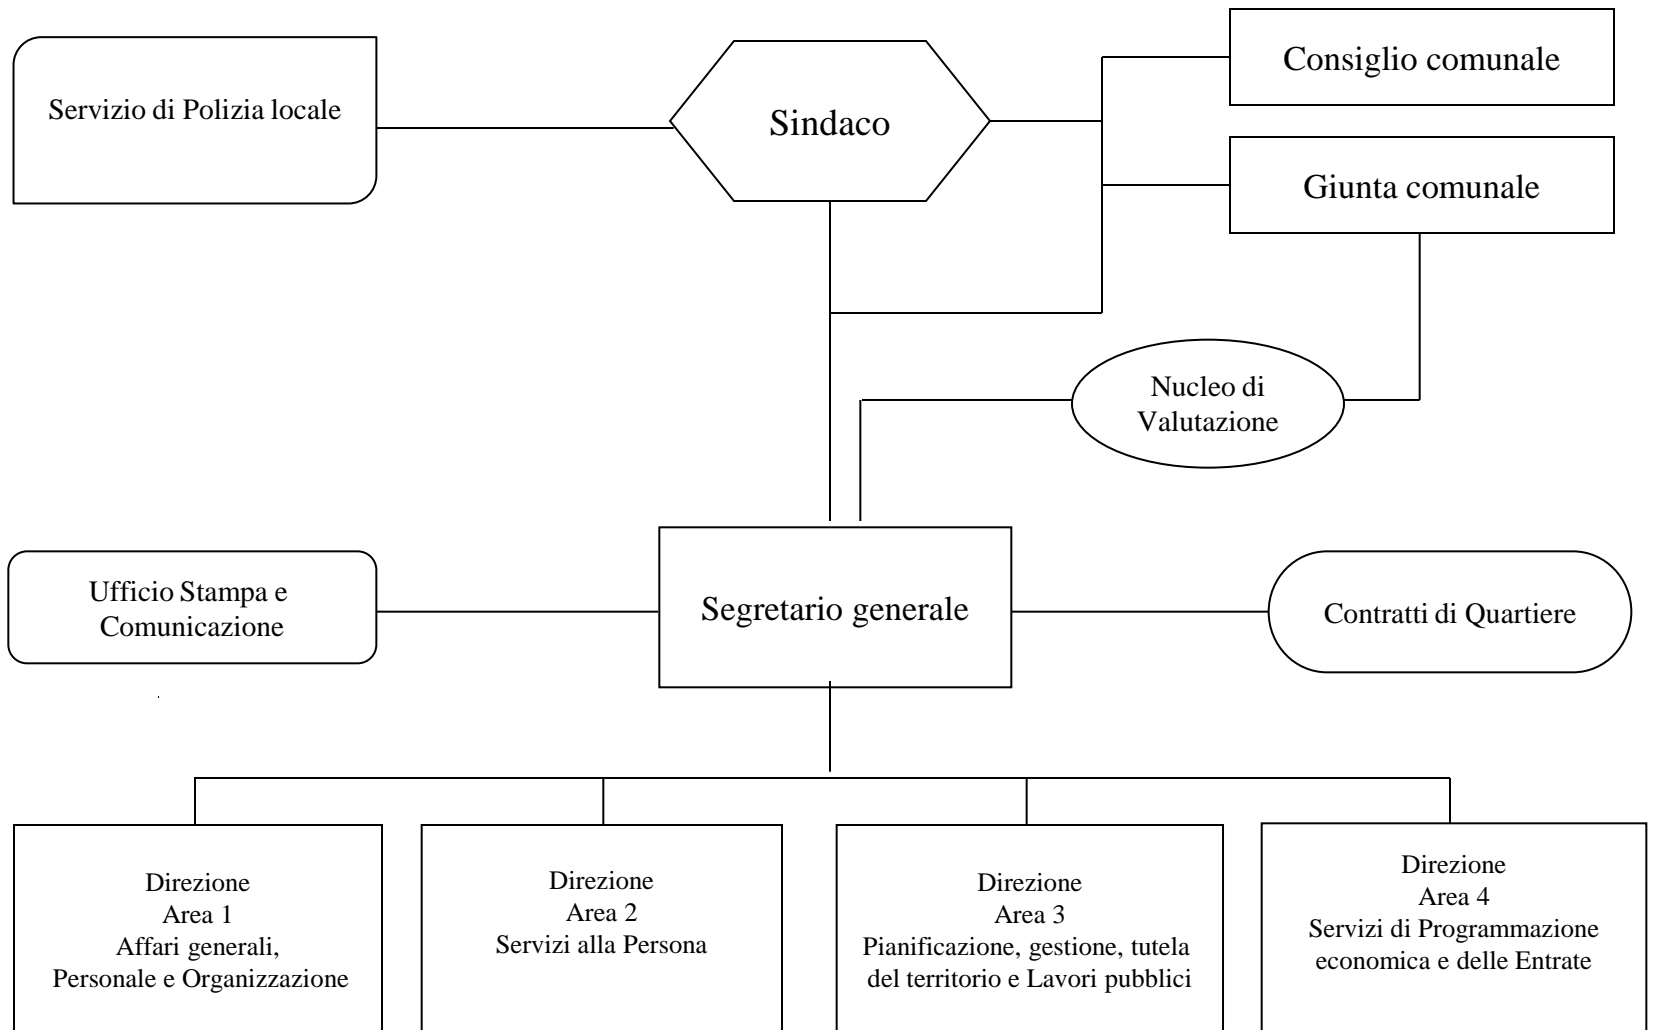 Servizio di Polizia locale
Sindaco
Consiglio comunale
Giunta comunale
Nucleo di
Valutazione
Ufficio Stampa e
Comunicazione
Segretario generale
Contratti di Quartiere
Direzione
Area 1
Affari generali,
Personale e Organizzazione
Direzione
Area 2
Servizi alla Persona
Direzione
Area 3
Pianificazione, gestione, tutela
del territorio e Lavori pubblici
Direzione
Area 4
Servizi di Programmazione
economica e delle Entrate